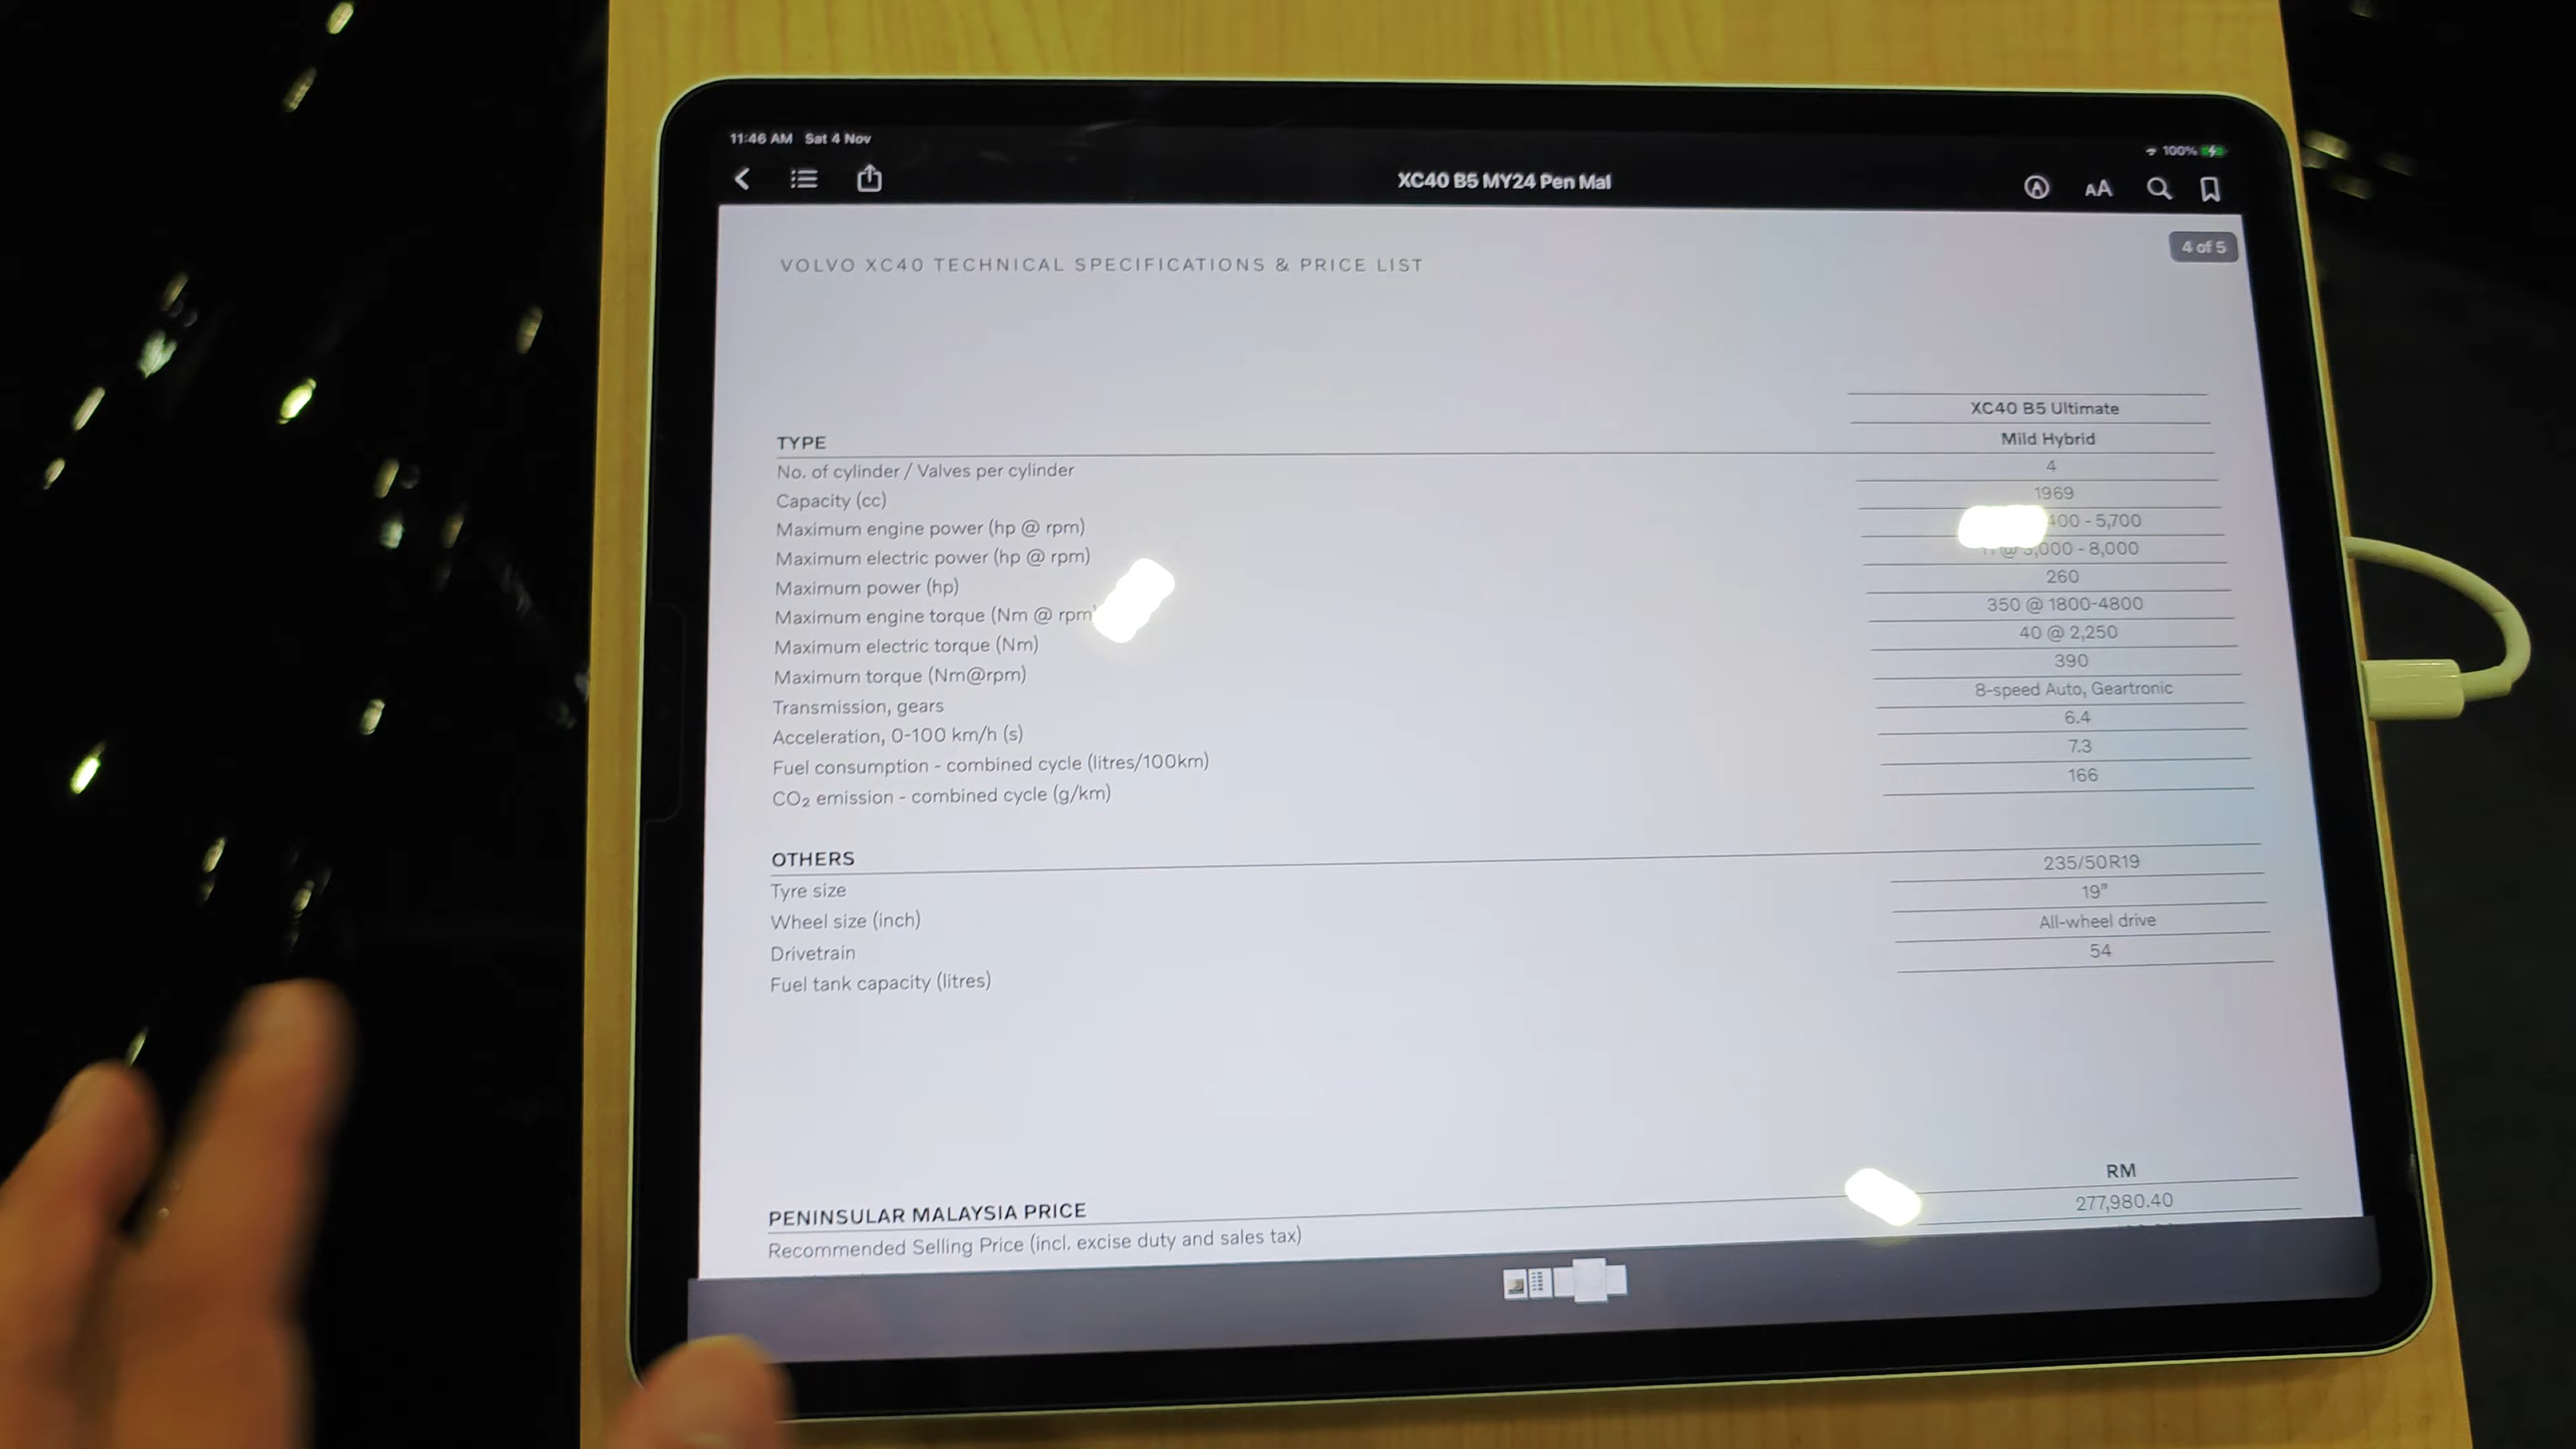 11:46 AM Sat 4 Nov
100%
XC40 B5 MY24 Pen Mal
AA
4 of 5
VOLVO XC40 TECHNICAL SPECIFICATIONS & PRICE LIST
XC40 B5 Ultimate
TYPE Mild Hybrid
No. of cylinder / Valves per cylinder 4
Capacity (cc) 1969
Maximum engine power (hp @ rpm) 400 - 5,700
Maximum electric power (hp @ rpm) - 8,000
Maximum power (hp) 260
Maximum engine torque (Nm @ rpm 350 @ 1800-4800
Maximum electric torque (Nm) 40 @ 2,250
Maximum torque (Nm@rpm) 390
Transmission, gears 8-speed Auto, Geartronic
Acceleration, 0-100 km/h (s) 6.4
Fuel consumption - combined cycle (litres/100km) 7.3
CO₂ emission - combined cycle (g/km) 166
OTHERS
Tyre size 235/50R19
Wheel size (inch) 19"
Drivetrain All-wheel drive
Fuel tank capacity (litres) 54
PENINSULAR MALAYSIA PRICE RM
Recommended Selling Price (incl. excise duty and sales tax) 277,980.40